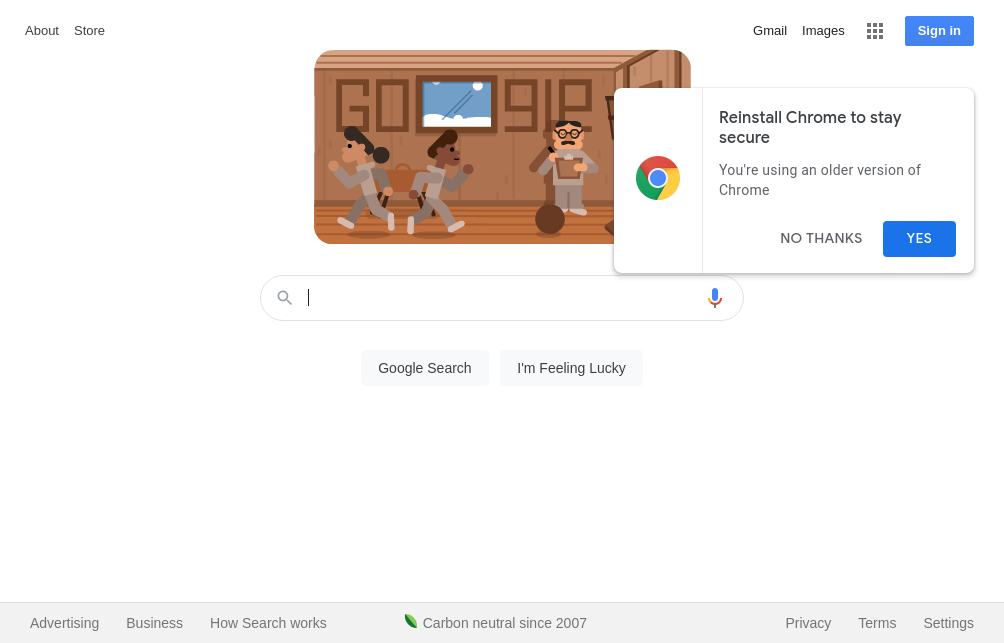 About Store Gmail Images Sign in
Reinstall Chrome to stay
secure
You're using an older version of
Chrome
NO THANKS YES
Google Search I'm Feeling Lucky
Advertising Business How Search works Carbon neutral since 2007 Privacy Terms Settings